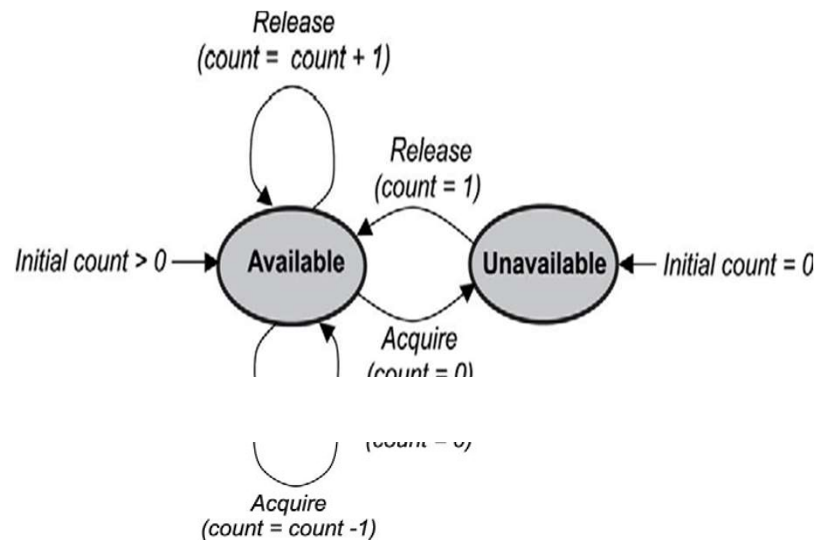 Release
(count = count + 1)
Release
(count = 1)
Initial count > 0
Available
Unavailable
Initial count = 0
Acquire
(count = 0)
Acquire
(count = count -1)